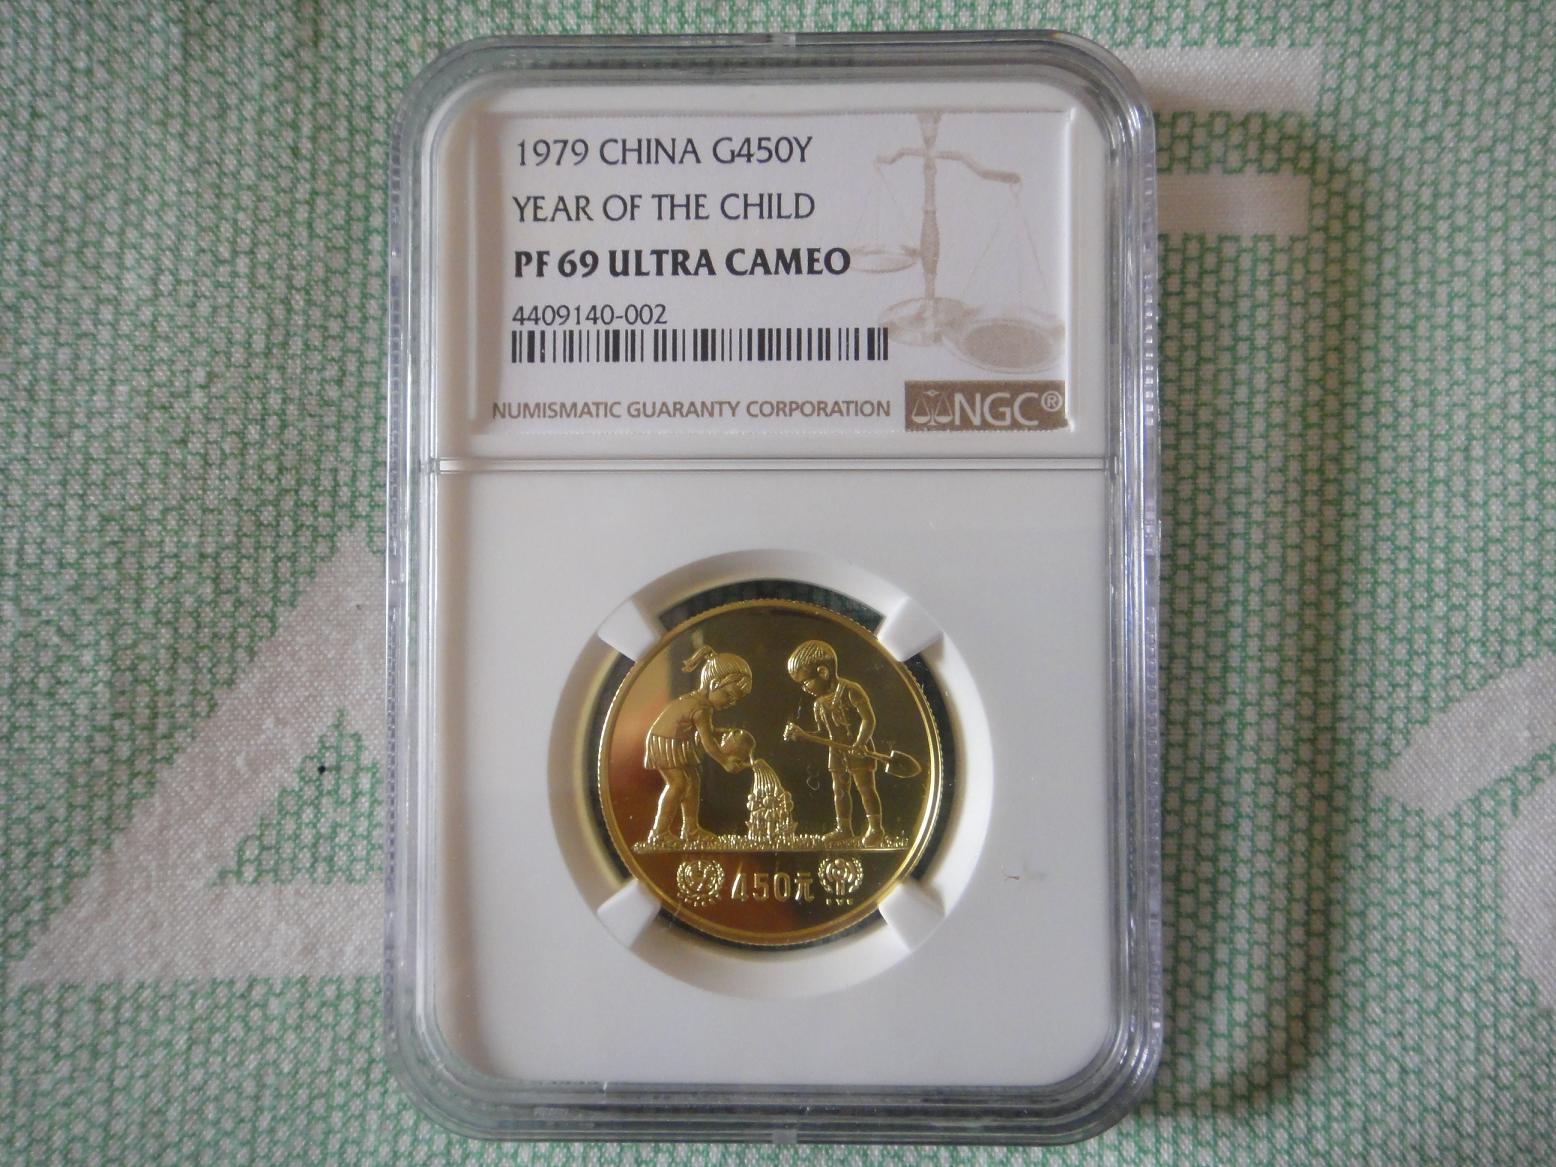 1979 CHINA G450Y
YEAR OF THE CHILD
PF 69 ULTRA CAMEO
4409140-002
NUMISMATIC GUARANTY CORPORATION NGC®
450元